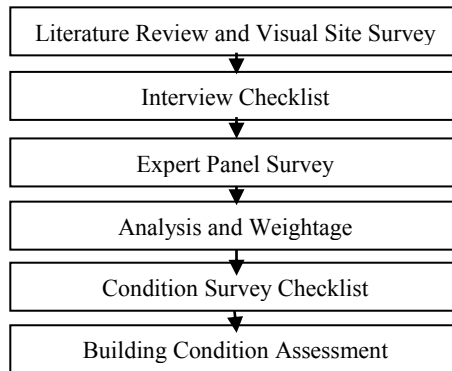 Literature Review and Visual Site Survey
Interview Checklist
Expert Panel Survey
Analysis and Weightage
Condition Survey Checklist
Building Condition Assessment